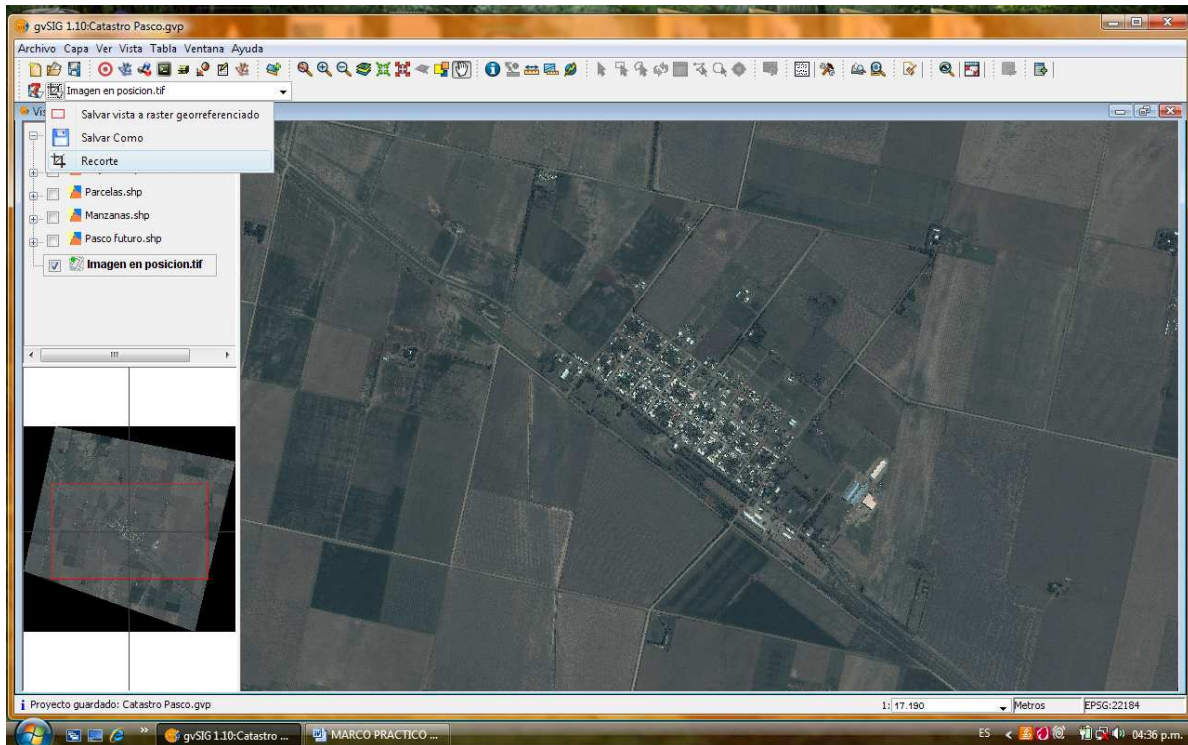 gvSIG 1.10:Catastro Pasco.gvp
Archivo Capa Ver Vista Tabla Ventana Ayuda
Imagen en posicion.tif
Vis
Salvar vista a raster georreferenciado
Salvar Como
Recorte
Parcelas.shp
Manzanas.shp
Pasco futuro.shp
Imagen en posicion.tif
Proyecto guardado: Catastro Pasco.gvp
1: 17.190
Metros
EPSG:22184
gvSIG 1.10:Catastro ...
MARCO PRACTICO ...
ES
04:36 p.m.